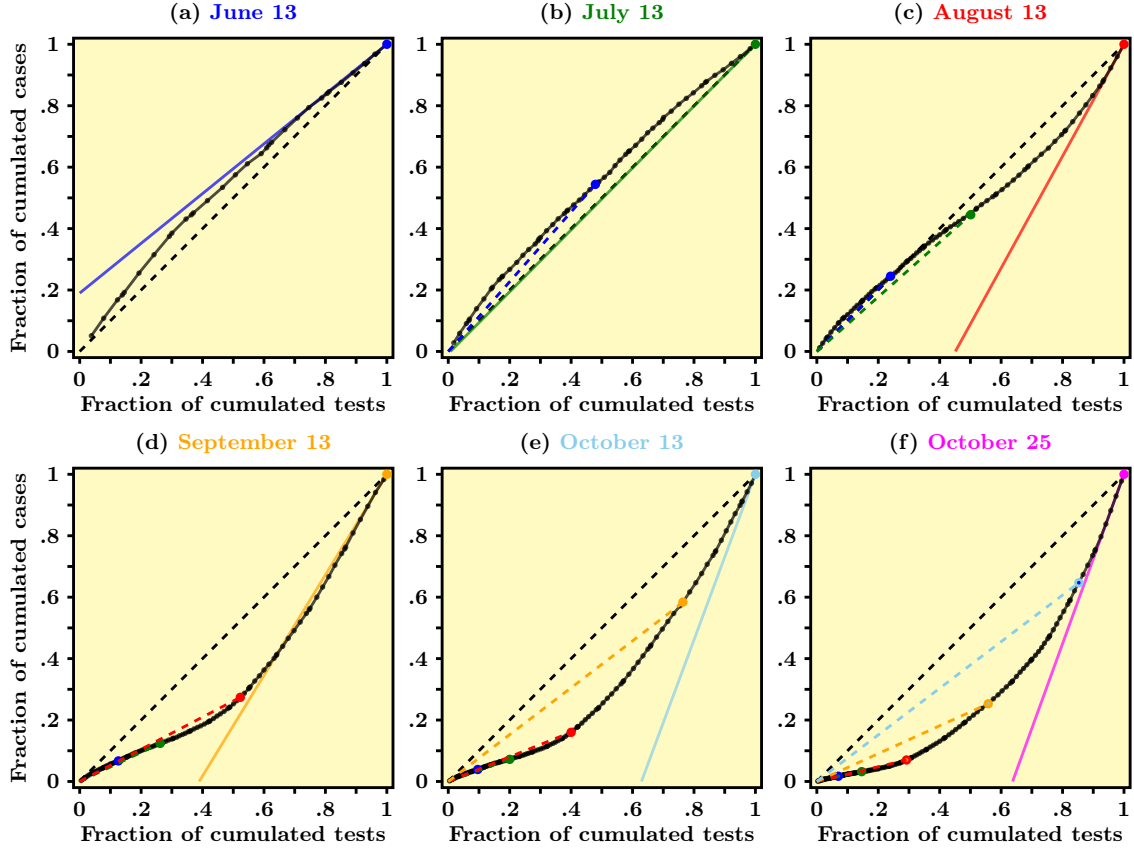 (a) June 13
(b) July 13
(c) August 13
Fraction of cumulated cases
1
.8
.6
.4
.2
0
0 .2 .4 .6 .8 1
Fraction of cumulated tests
1
.8
.6
.4
.2
0
0 .2 .4 .6 .8 1
Fraction of cumulated tests
1
.8
.6
.4
.2
0
0 .2 .4 .6 .8 1
Fraction of cumulated tests
(d) September 13
(e) October 13
(f) October 25
Fraction of cumulated cases
1
.8
.6
.4
.2
0
0 .2 .4 .6 .8 1
Fraction of cumulated tests
1
.8
.6
.4
.2
0
0 .2 .4 .6 .8 1
Fraction of cumulated tests
1
.8
.6
.4
.2
0
0 .2 .4 .6 .8 1
Fraction of cumulated tests